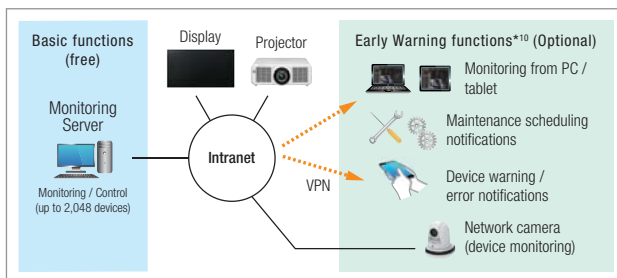 Basic functions
(free)
Monitoring
Server
Monitoring / Control
(up to 2,048 devices)
Display
Projector
Intranet
VPN
Early Warning functions*10 (Optional)
Monitoring from PC /
tablet
Maintenance scheduling
notifications
Device warning /
error notifications
Network camera
(device monitoring)